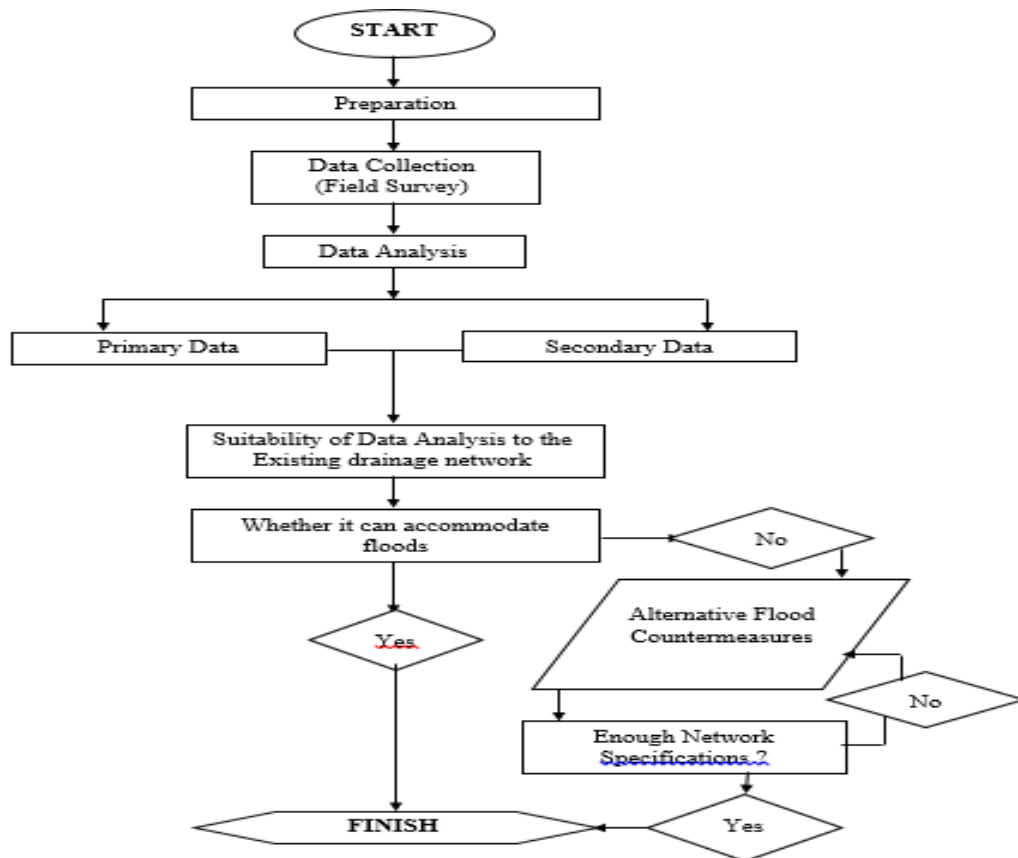 START
Preparation
Data Collection
(Field Survey)
Data Analysis
Primary Data
Secondary Data
Suitability of Data Analysis to the
Existing drainage network
Whether it can accommodate
floods
No
Alternative Flood
Countermeasures
Yes
No
Enough Network
Specifications ?
FINISH
Yes